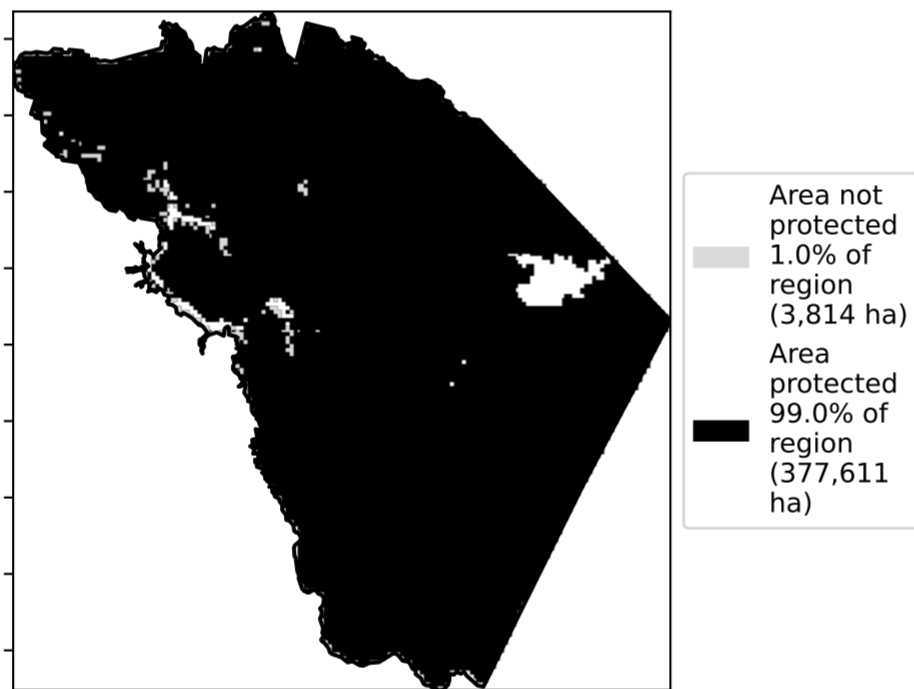 Area not
protected
1.0% of
region
(3,814 ha)
Area
protected
99.0% of
region
(377,611
ha)